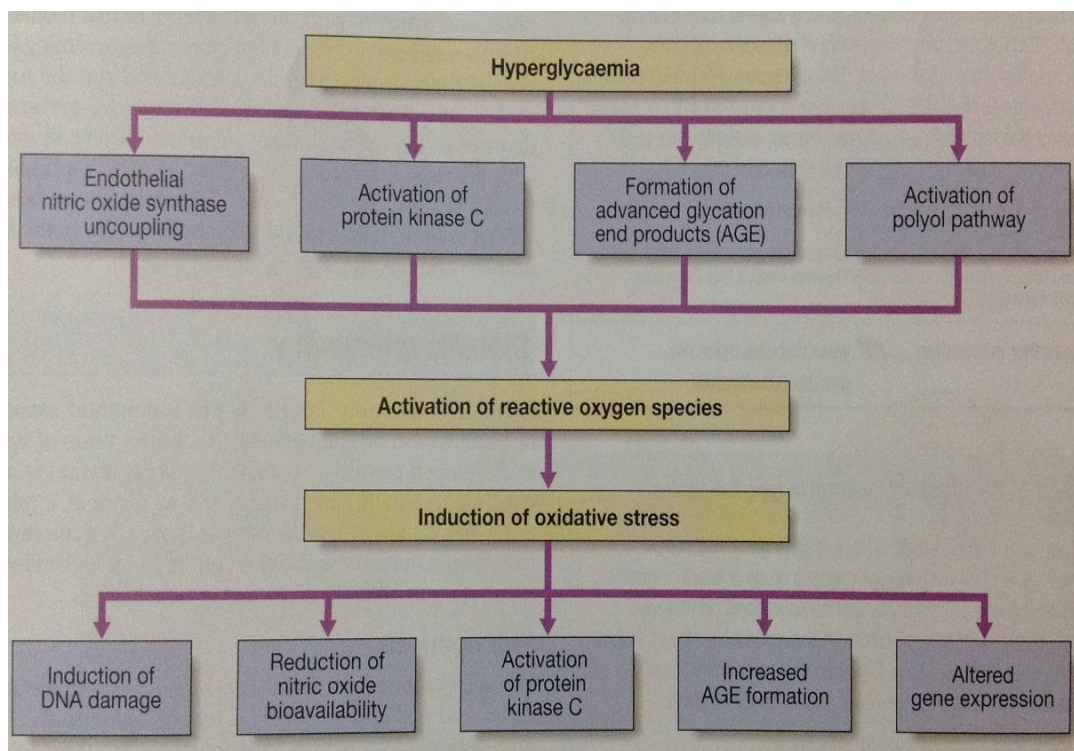 Hyperglycaemia
Endothelial
nitric oxide synthase
uncoupling
Activation of
protein kinase C
Formation of
advanced glycation
end products (AGE)
Activation of
polyol pathway
Activation of reactive oxygen species
Induction of oxidative stress
Induction of
DNA damage
Reduction of
nitric oxide
bioavailability
Activation
of protein
kinase C
Increased
AGE formation
Altered
gene expression